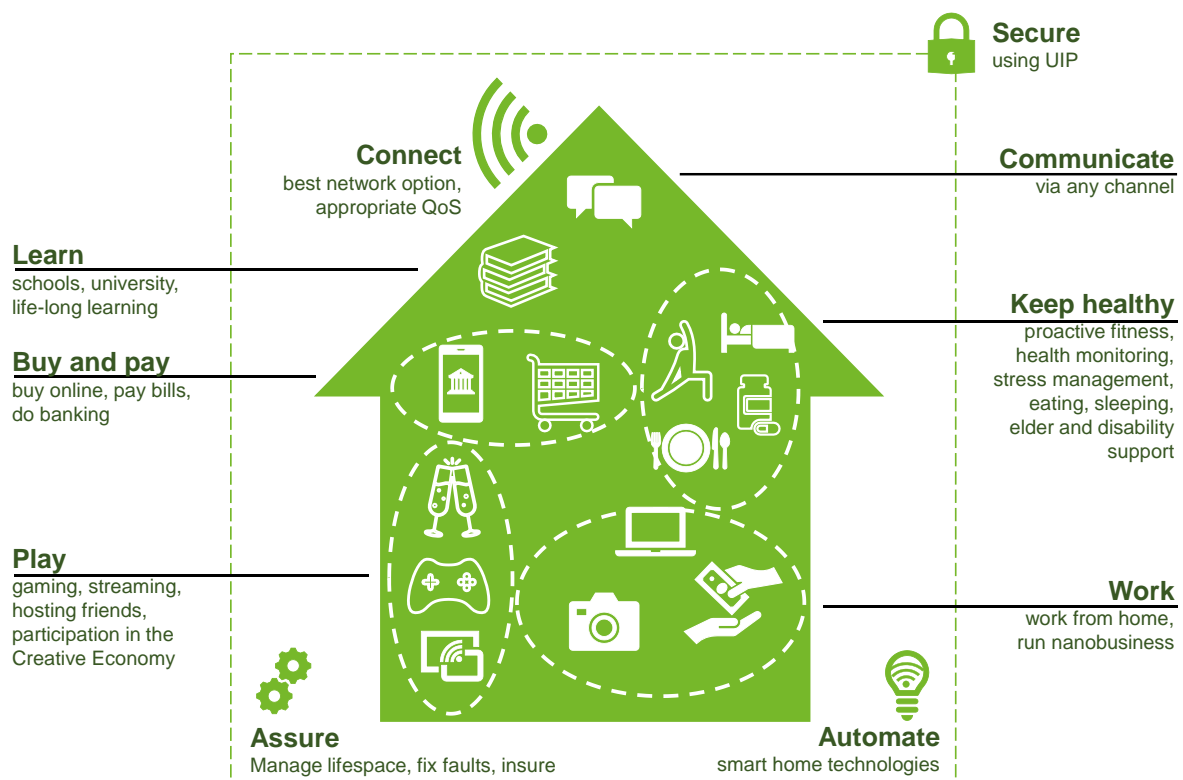 Secure
using UIP
Connect
best network option,
appropriate QoS
Communicate
via any channel
Learn
schools, university,
life-long learning
Keep healthy
proactive fitness,
health monitoring,
stress management,
eating, sleeping,
elder and disability
support
Buy and pay
buy online, pay bills,
do banking
Play
gaming, streaming,
hosting friends,
participation in the
Creative Economy
Work
work from home,
run nanobusiness
Assure
Manage lifespace, fix faults, insure
Automate
smart home technologies